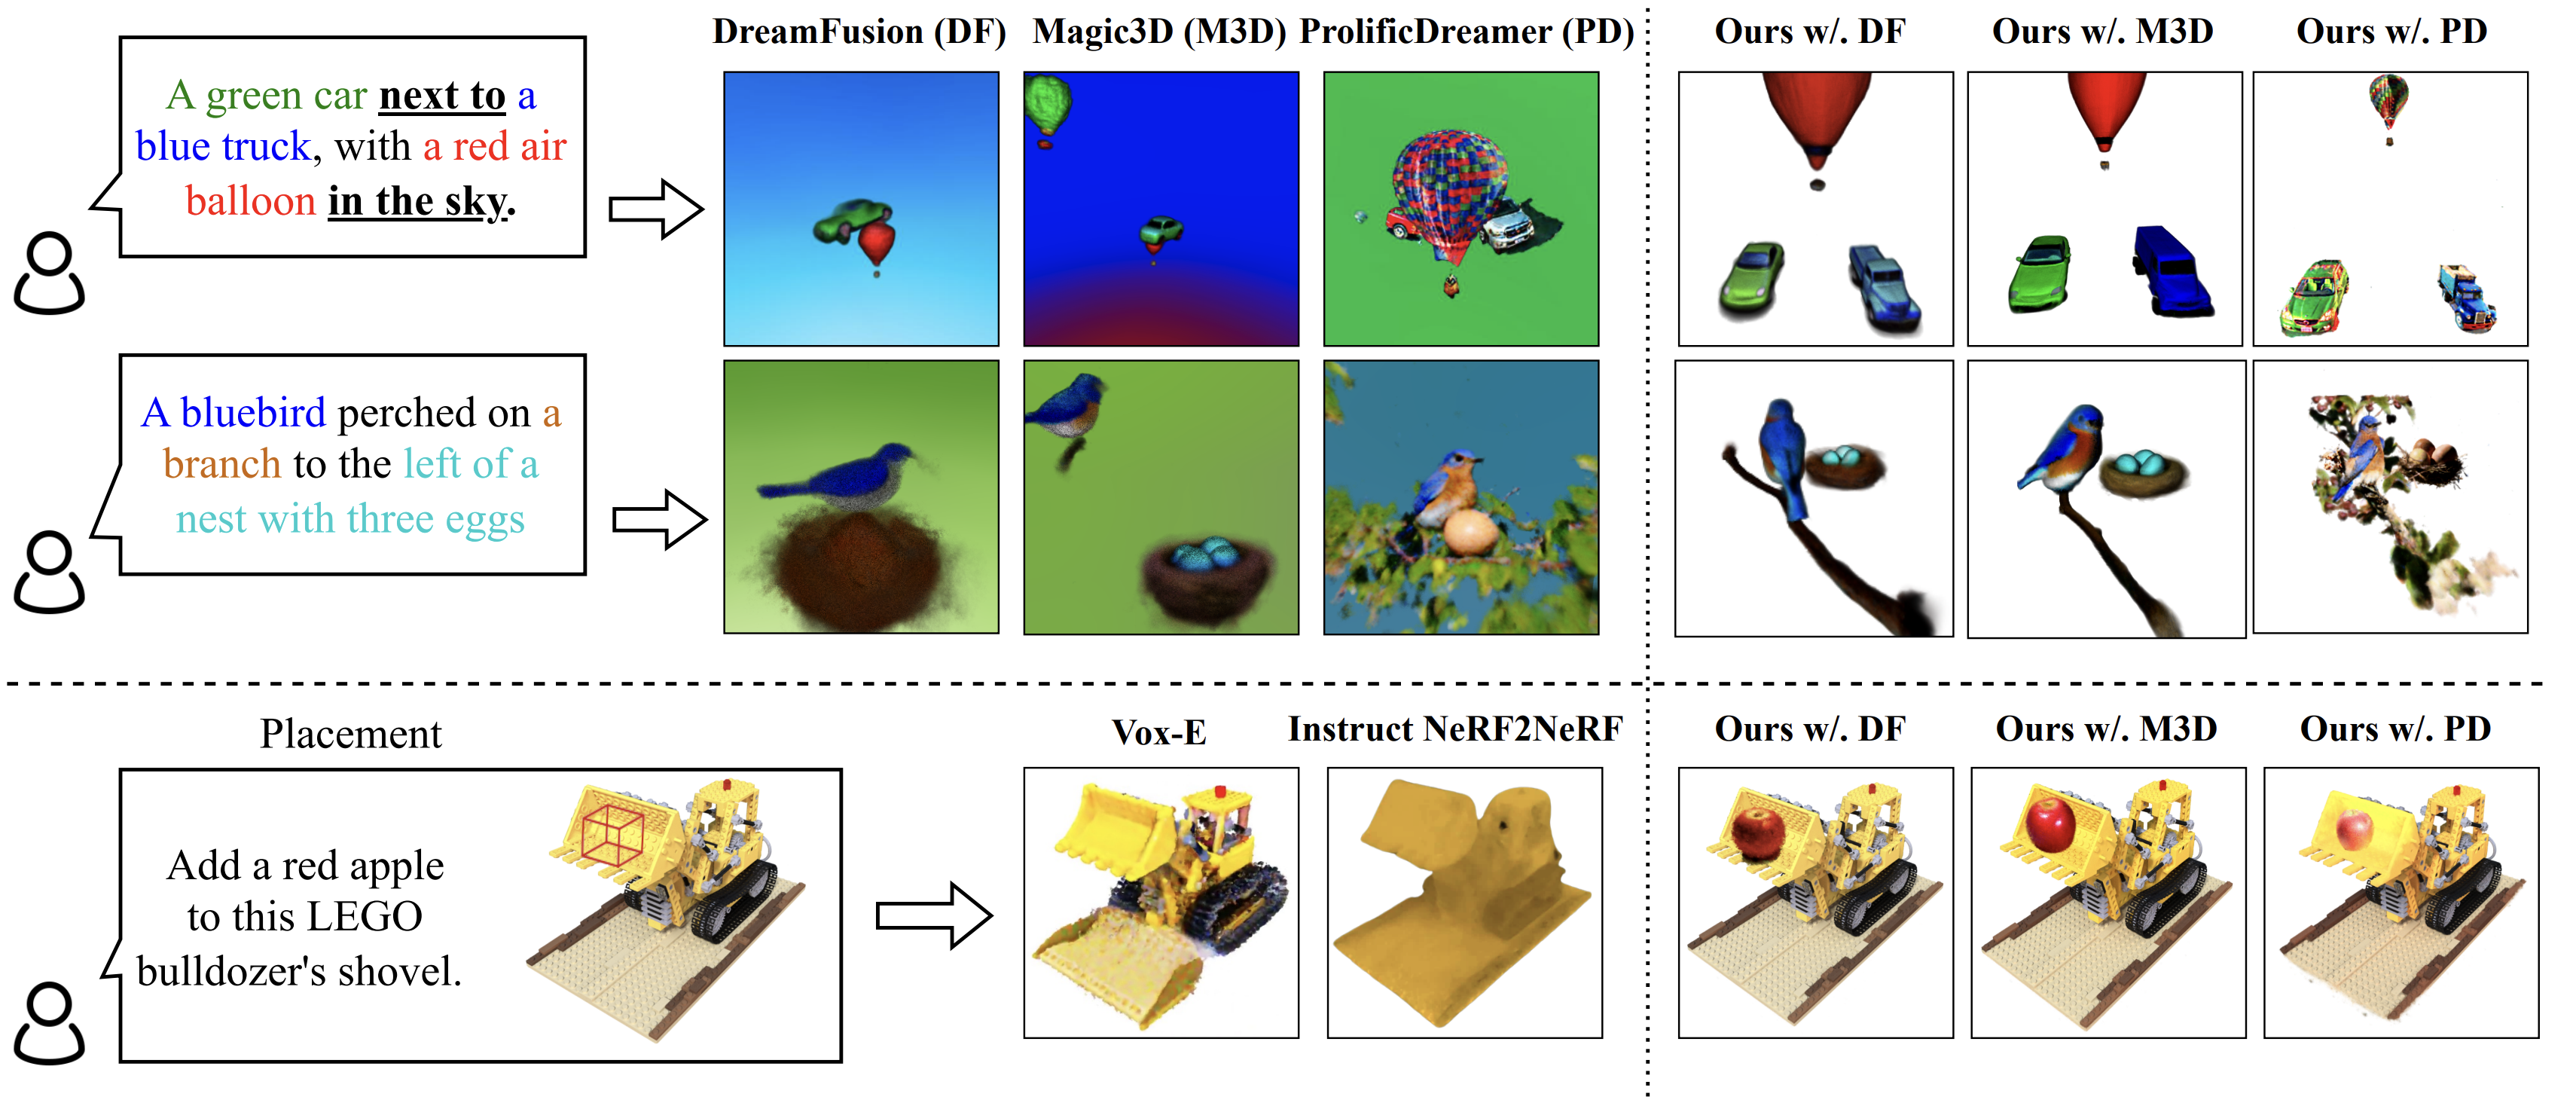 DreamFusion (DF) Magic3D (M3D) ProlificDreamer (PD) Ours w/. DF Ours w/. M3D Ours w/. PD
A green car next to a
blue truck, with a red air
balloon in the sky.
A bluebird perched on a
branch to the left of a
nest with three eggs
Placement Vox-E Instruct NeRF2NeRF Ours w/. DF Ours w/. M3D Ours w/. PD
Add a red apple
to this LEGO
bulldozer's shovel.